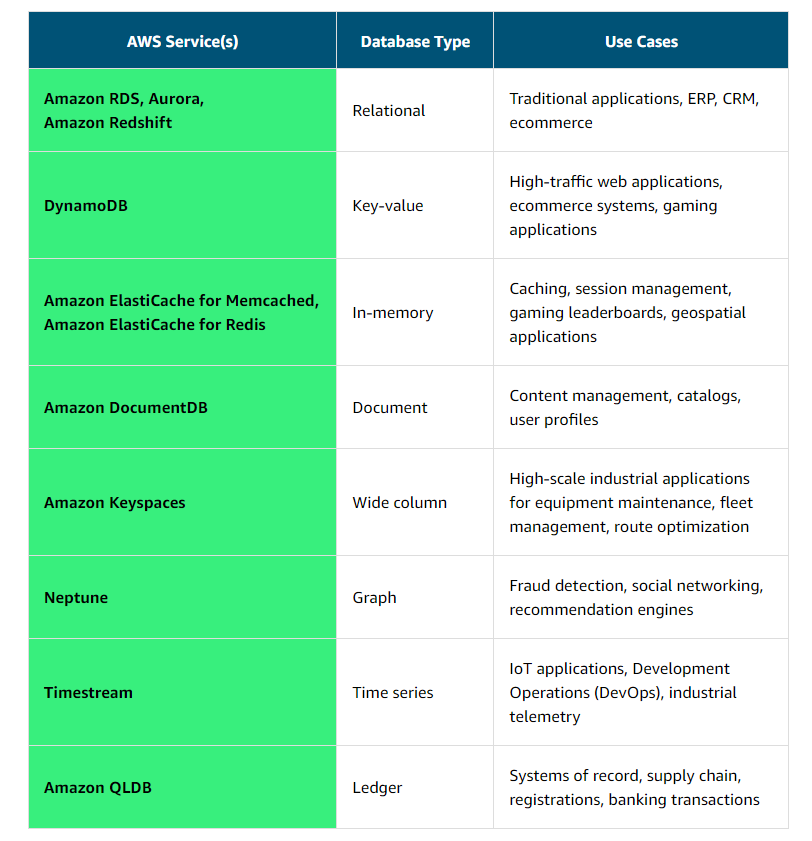 AWS Service(s) Database Type Use Cases
Amazon RDS, Aurora,
Amazon Redshift
Relational
Traditional applications, ERP, CRM,
ecommerce
DynamoDB
Key-value
High-traffic web applications,
ecommerce systems, gaming
applications
Amazon ElastiCache for Memcached,
Amazon ElastiCache for Redis
In-memory
Caching, session management,
gaming leaderboards, geospatial
applications
Amazon DocumentDB
Document
Content management, catalogs,
user profiles
Amazon Keyspaces
Wide column
High-scale industrial applications
for equipment maintenance, fleet
management, route optimization
Neptune
Graph
Fraud detection, social networking,
recommendation engines
Timestream
Time series
IoT applications, Development
Operations (DevOps), industrial
telemetry
Amazon QLDB
Ledger
Systems of record, supply chain,
registrations, banking transactions